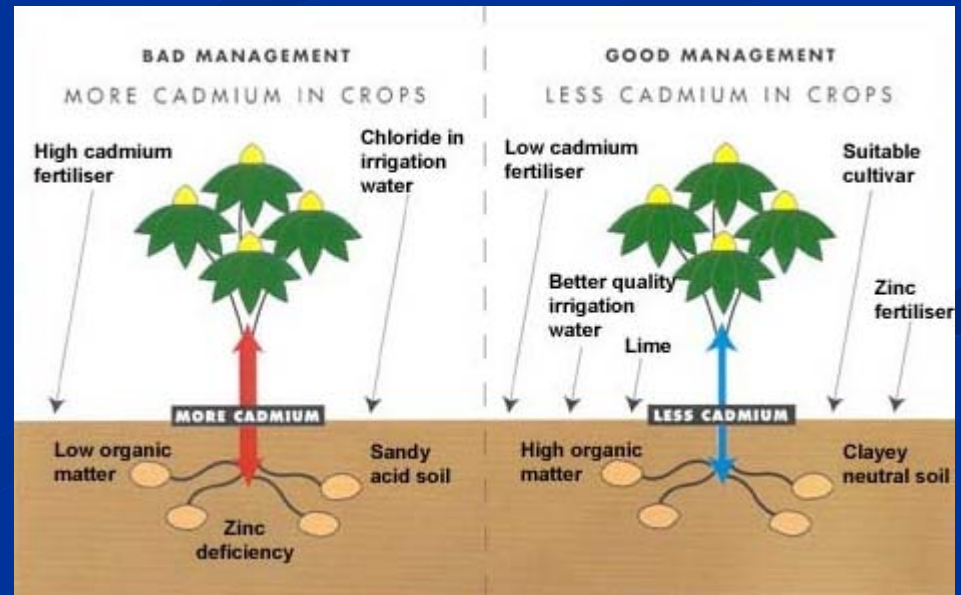 BAD MANAGEMENT
MORE CADMIUM IN CROPS
High cadmium
fertiliser
Chloride in
irrigation
water
MORE CADMIUM
Low organic
matter
Sandy
acid soil
Zinc
deficiency
GOOD MANAGEMENT
LESS CADMIUM IN CROPS
Low cadmium
fertiliser
Suitable
cultivar
Better quality
irrigation
water
Lime
Zinc
fertiliser
LESS CADMIUM
High organic
matter
Clayey
neutral soil